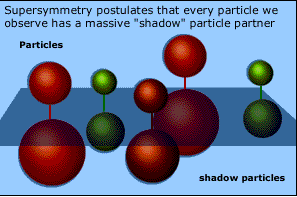 Supersymmetry postulates that every particle we
observe has a massive "shadow" particle partner
Particles
shadow particles